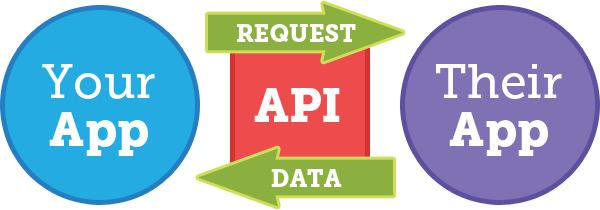 Your
App
REQUEST
API
DATA
Their
App